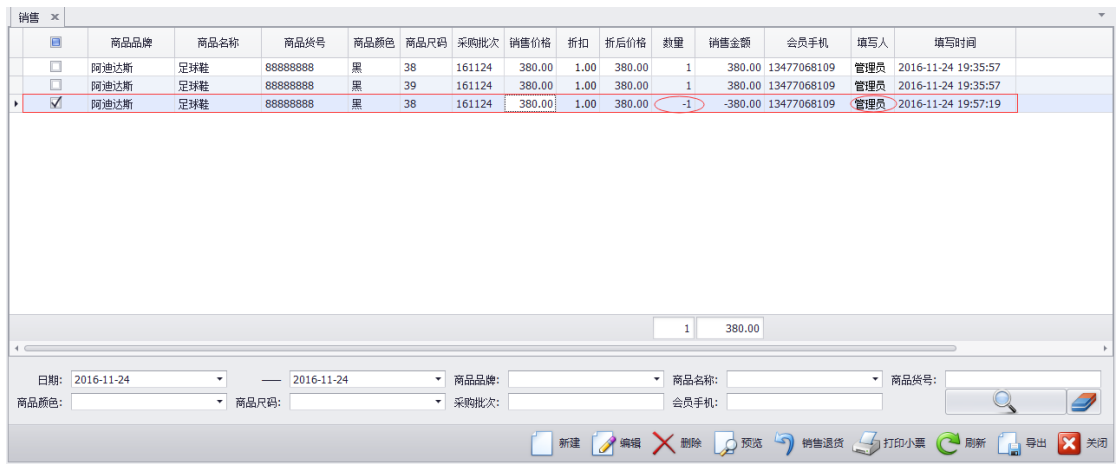 销售
商品品牌 商品名称 商品货号 商品颜色 商品尺码 采购批次 销售价格 折扣 折后价格 数量 销售金额 会员手机 填写人 填写时间
阿迪达斯 足球鞋 88888888 黑 38 161124 380.00 1.00 380.00 1 380.00 13477068109 管理员 2016-11-24 19:35:57
阿迪达斯 足球鞋 88888888 黑 39 161124 380.00 1.00 380.00 1 380.00 13477068109 管理员 2016-11-24 19:35:57
阿迪达斯 足球鞋 88888888 黑 38 161124 380.00 1.00 380.00 -1 -380.00 13477068109 管理员 2016-11-24 19:57:19
1 380.00
日期: 2016-11-24 — 2016-11-24 商品品牌: 商品名称: 商品货号:
商品颜色: 商品尺码: 采购批次: 会员手机:
新建 编辑 删除 预览 销售退货 打印小票 刷新 导出 关闭